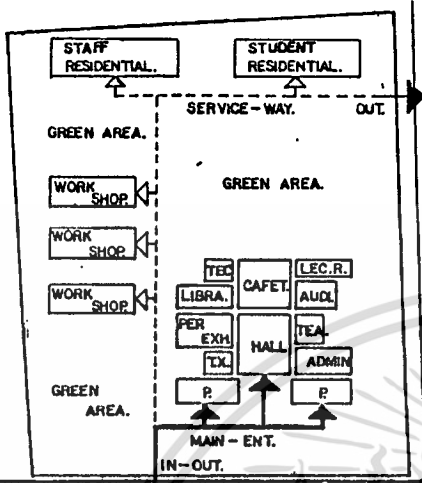 STAFF
RESIDENTIAL.
STUDENT
RESIDENTIAL.
SERVICE-WAY.
OUT.
GREEN AREA.
GREEN AREA.
WORK
SHOP.
WORK
SHOP.
WORK
SHOP.
TEC
CAFET.
LEC.R.
LIBRA.
AUDI.
PER
EXH.
HALL
TEA.
T.X.
ADMIN
GREEN
AREA.
P.
P.
MAIN-ENT.
IN-OUT.